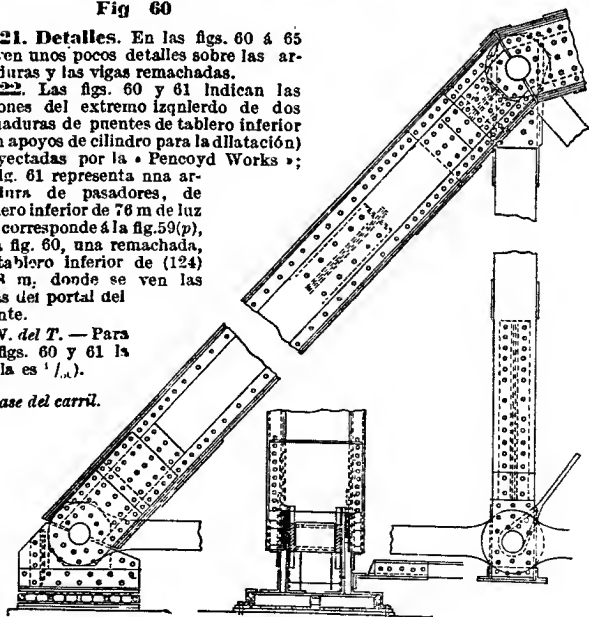 Fig 60
21. Detalles. En las figs. 60 á 65
ven unos pocos detalles sobre las ar-
duras y las vigas remachadas.
22. Las figs. 60 y 61 indican las
ones del extremo izquierdo de dos
aduras de puentes de tablero inferior
n apoyos de cilindro para la dilatación)
yectadas por la « Pencoyd Works »;
fig. 61 representa una ar-
dura de pasadores, de
ero inferior de 76 m de luz
corresponde á la fig.59(p),
a fig. 60, una remachada,
tablero inferior de (124)
8 m, donde se ven las
as del portal del
nte.
N. del T. — Para
figs. 60 y 61 la
la es
ase del carril.